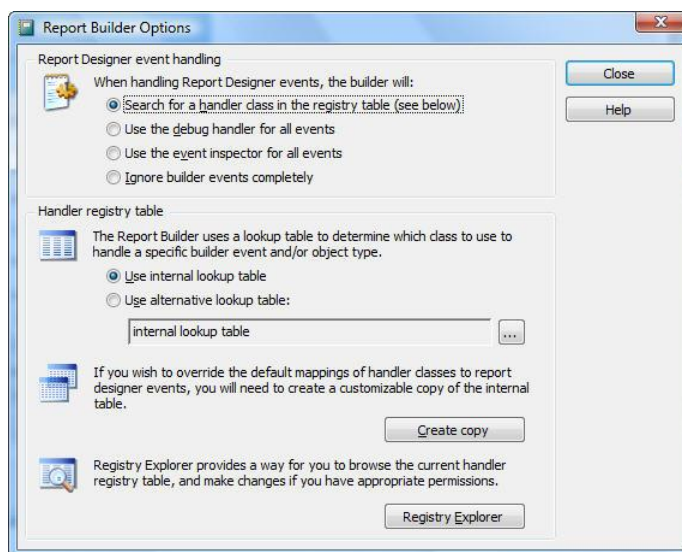 Report Builder Options
Report Designer event handling
When handling Report Designer events, the builder will:
Search for a handler class in the registry table (see below)
Use the debug handler for all events
Use the event inspector for all events
Ignore builder events completely
Close
Help
Handler registry table
The Report Builder uses a lookup table to determine which class to use to
handle a specific builder event and/or object type.
Use internal lookup table
Use alternative lookup table:
internal lookup table
...
If you wish to override the default mappings of handler classes to report
designer events, you will need to create a customizable copy of the internal
table.
Create copy
Registry Explorer provides a way for you to browse the current handler
registry table, and make changes if you have appropriate permissions.
Registry Explorer